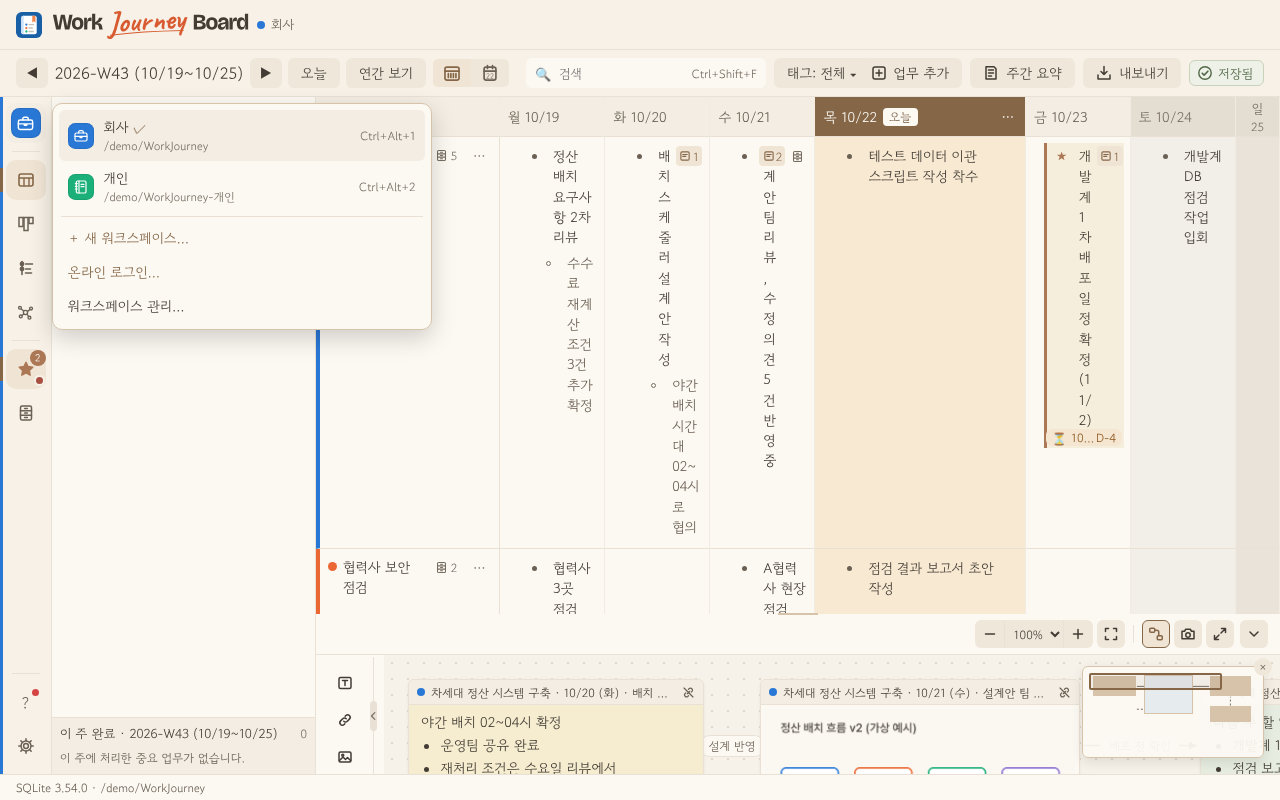 Work Journey Board 회사
2026-W43 (10/19~10/25) 오늘 연간 보기 검색 Ctrl+Shift+F 태그: 전체 업무 추가 주간 요약 내보내기 저장됨
회사 ✓ Ctrl+Alt+1
/demo/WorkJourney
개인 Ctrl+Alt+2
/demo/WorkJourney-개인
+ 새 워크스페이스...
온라인 로그인...
워크스페이스 관리...
월 10/19 화 10/20 수 10/21 목 10/22 오늘 ... 금 10/23 토 10/24 일
25
5 ...
정산
배치
요구사
항 2차
리뷰
수수
료
재계
산
조건
3건
추가
확정
1
배
치
스
케
줄
러
설
계
안
작
성
야간
배치
시간
대
02~
04시
로
협의
2
계
안
팀
리
뷰
,
수
정
의
견
5
건
반
영
중
테스트 데이터 이관
스크립트 작성 착수
★ 1
개
발
계
1
차
배
포
일
정
확
정
(1
1/
2)
⏳ 10... D-4
개발계
DB
점검
작업
입회
2
협력사 보안 2 ...
점검
협력사
3곳
점검
A협력
사 현장
점검
점검 결과 보고서 초안
작성
100%
차세대 정산 시스템 구축 · 10/20 (화) · 배치 ...
야간 배치 02~04시 확정
운영팀 공유 완료
재처리 조건은 수요일 리뷰에서
설계 반영
차세대 정산 시스템 구축 · 10/21 (수) · 설계안 팀 ...
정산 배치 흐름 v2 (가상 예시)
이 주 완료 · 2026-W43 (10/19~10/25) 0
이 주에 처리한 중요 업무가 없습니다.
?
SQLite 3.54.0 · /demo/WorkJourney